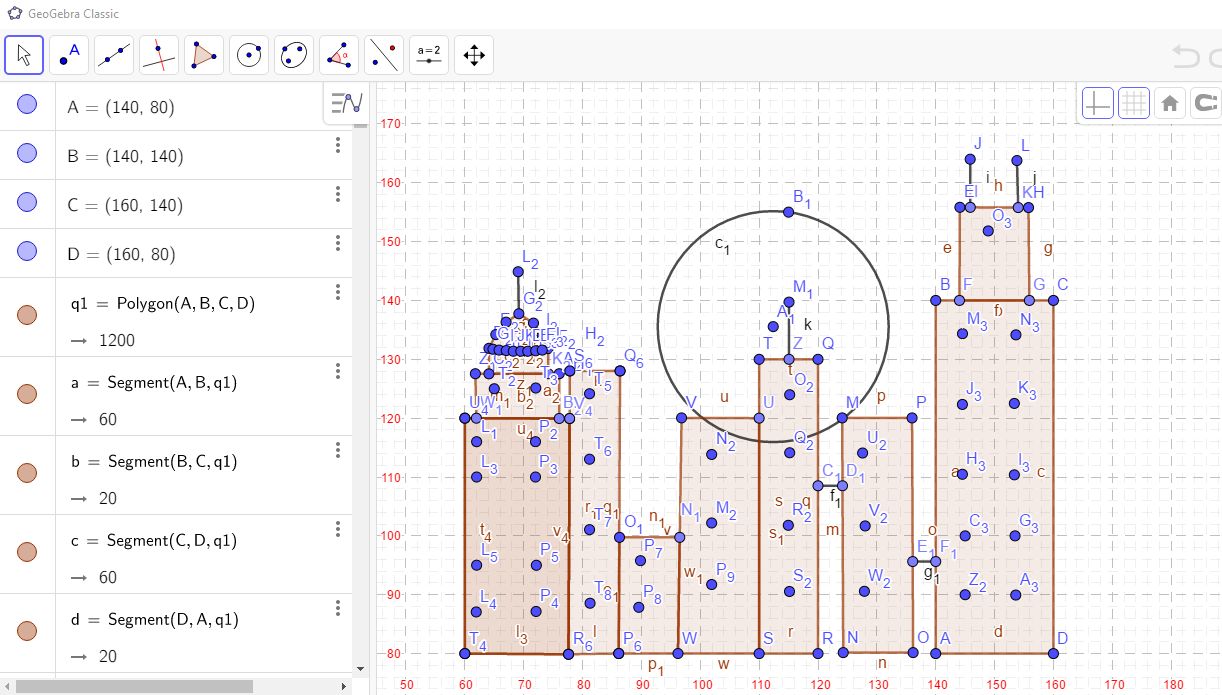 GeoGebra Classic
A
α
a = 2
A = (140, 80)
B = (140, 140)
C = (160, 140)
D = (160, 80)
q1 = Polygon(A, B, C, D)
→ 1200
a = Segment(A, B, q1)
→ 60
b = Segment(B, C, q1)
→ 20
c = Segment(C, D, q1)
→ 60
d = Segment(D, A, q1)
→ 20
170
160
150
140
130
120
110
100
90
80
50 60 70 80 90 100 110 120 130 140 150 160 170 180
J L
i j
h
EI KH
O₃
e g
B F G C
M₃ N₃
J₃ K₃
H₃ I₃
a c
C₃ G₃
Z₂ A₃
A d D
B₁
c₁
M₁
A₁ k
T Z Q
t
O₂
V u U M p P
N₂ Q₂ U₂
C₁ D₁
f₁
s q
M₂ R₂ V₂
s₁ m o
N₁
E₁ F₁
g₁
w₁
P₉ S₂ W₂
r
W S R N O
w n
L₂
l₂
G₂
H₂
Q₆
L₁ P₂
u₄
L₃ P₃
T₆
t₄ v₄
T₇
O₁ n₁ v
L₅ P₅
P₇
L₄ P₄
P₈
l₃ l
T₄ R₆ P₆
p₁